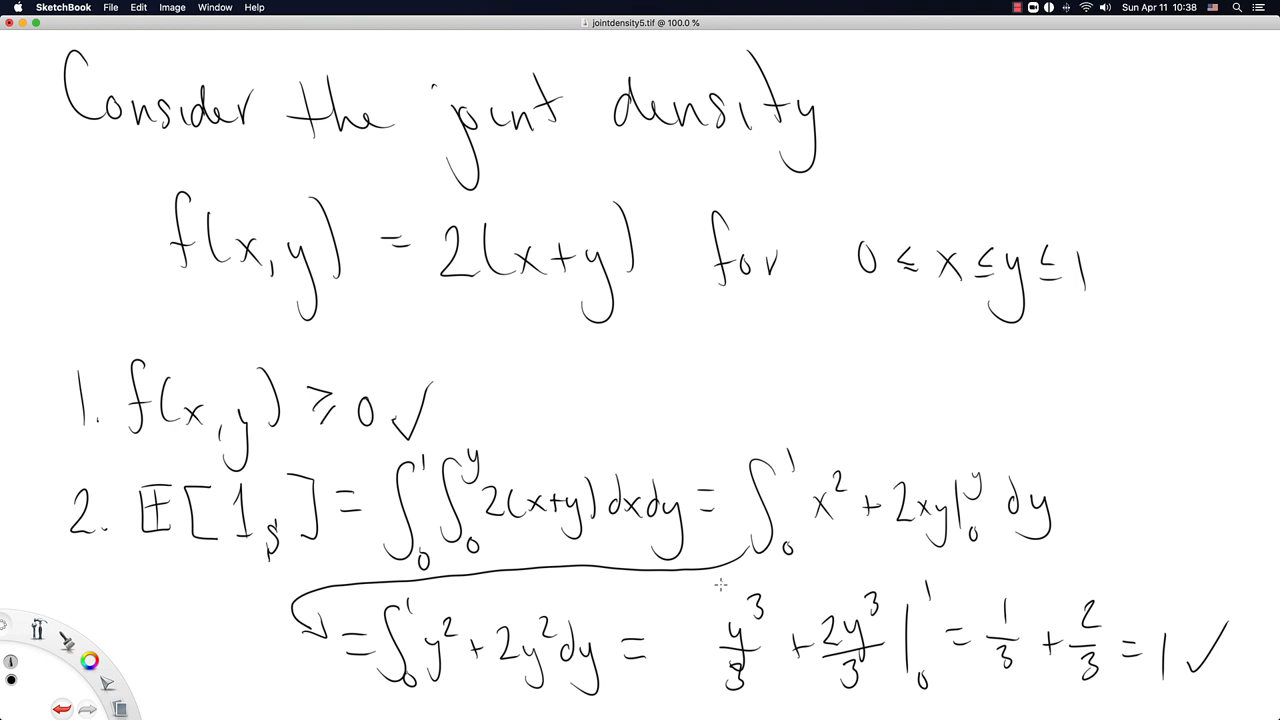 SketchBook File Edit Image Window Help Sun Apr 11 10:38
jointdensity5.tif @ 100.0 %
Consider the joint density
f(x,y) = 2(x+y) for 0 ≤ x ≤ y ≤ 1
1. f(x,y) ≥ 0 ✓
2. 𝔼[1_S] = ∫₀¹ ∫₀^y 2(x+y) dx dy = ∫₀¹ x² + 2xy |₀^y dy
= ∫₀¹ y² + 2y² dy = y³/3 + 2y³/3 |₀¹ = 1/3 + 2/3 = 1 ✓